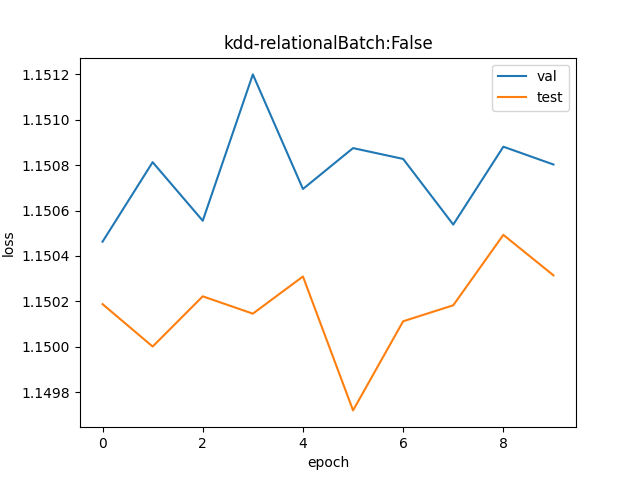 kdd-relationalBatch:False
val
test
loss
1.1512
1.1510
1.1508
1.1506
1.1504
1.1502
1.1500
1.1498
0 2 4 6 8
epoch